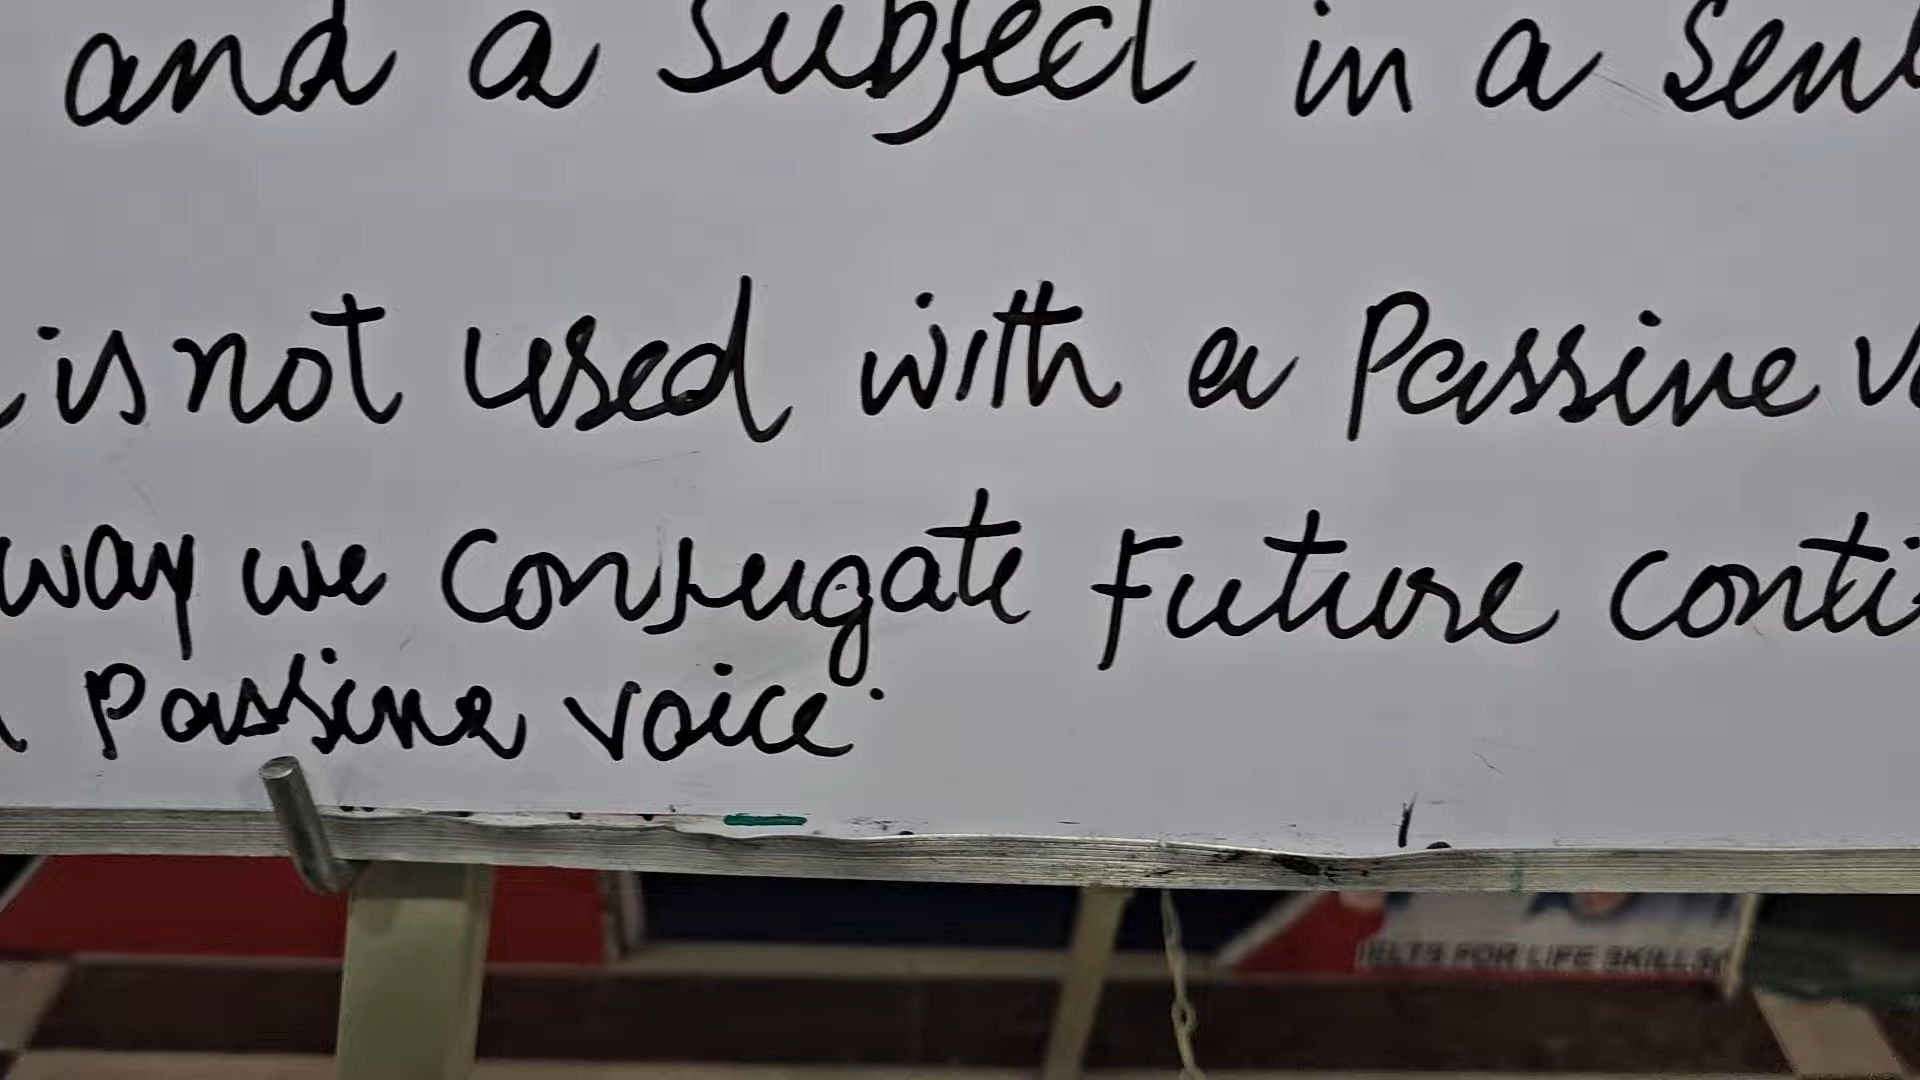 and a Subject in a Sent
is not used with a Passive v
way we Conjugate Future conti
Passive voice.
IELTS FOR LIFE SKILLS